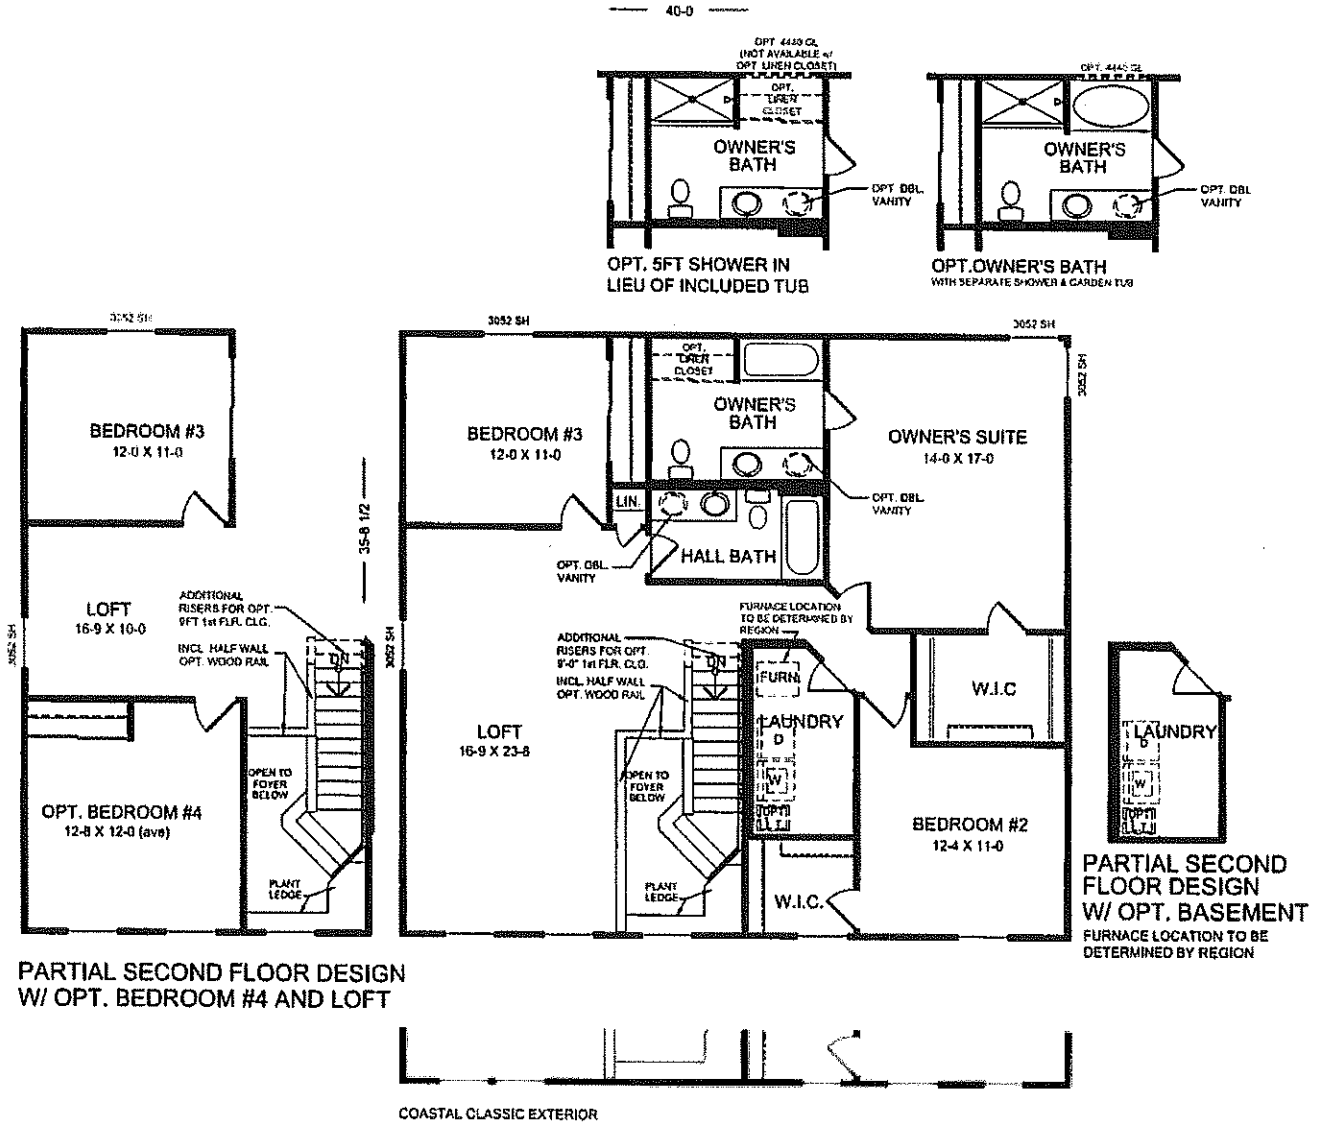 40-0
OPT. 4440 GL
(NOT AVAILABLE w/
OPT. LINEN CLOSET)
OPT.
LINER
CLOSET
OWNER'S
BATH
OPT. DBL.
VANITY
OPT. 5FT SHOWER IN
LIEU OF INCLUDED TUB
OPT. 4440 GL
OWNER'S
BATH
OPT. DBL
VANITY
OPT.OWNER'S BATH
WITH SEPARATE SHOWER & GARDEN TUB
3052 SH
BEDROOM #3
12-0 X 11-0
35-8 1/2
LOFT
16-9 X 10-0
3052 SH
ADDITIONAL
RISERS FOR OPT.
9FT 1st FLR. CLG.
INCL. HALF WALL
OPT. WOOD RAIL
DN
OPEN TO
FOYER
BELOW
OPT. BEDROOM #4
12-8 X 12-0 (ave)
PLANT
LEDGE
PARTIAL SECOND FLOOR DESIGN
W/ OPT. BEDROOM #4 AND LOFT
3052 SH
3052 SH
3052 SH
BEDROOM #3
12-0 X 11-0
OPT.
LINER
CLOSET
OWNER'S
BATH
OWNER'S SUITE
14-0 X 17-0
OPT. DBL.
VANITY
LIN.
HALL BATH
OPT. DBL.
VANITY
3052 SH
FURNACE LOCATION
TO BE DETERMINED BY
REGION
ADDITIONAL
RISERS FOR OPT.
9'-0" 1st FLR. CLG.
INCL. HALF WALL
OPT. WOOD RAIL
DN
FURN
LAUNDRY
D
W
OPT
LT
W.I.C
LOFT
16-9 X 23-8
OPEN TO
FOYER
BELOW
BEDROOM #2
12-4 X 11-0
PLANT
LEDGE
W.I.C.
LAUNDRY
D
W
OPT
LT
PARTIAL SECOND
FLOOR DESIGN
W/ OPT. BASEMENT
FURNACE LOCATION TO BE
DETERMINED BY REGION
COASTAL CLASSIC EXTERIOR